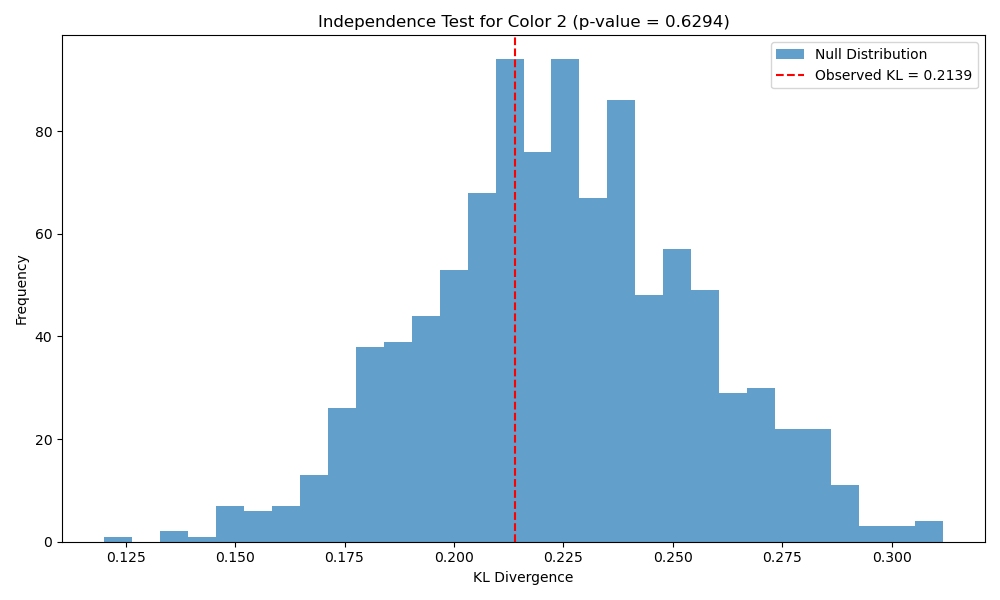 Independence Test for Color 2 (p-value = 0.6294)
Null Distribution
Observed KL = 0.2139
Frequency
80
60
40
20
0
0.125 0.150 0.175 0.200 0.225 0.250 0.275 0.300
KL Divergence